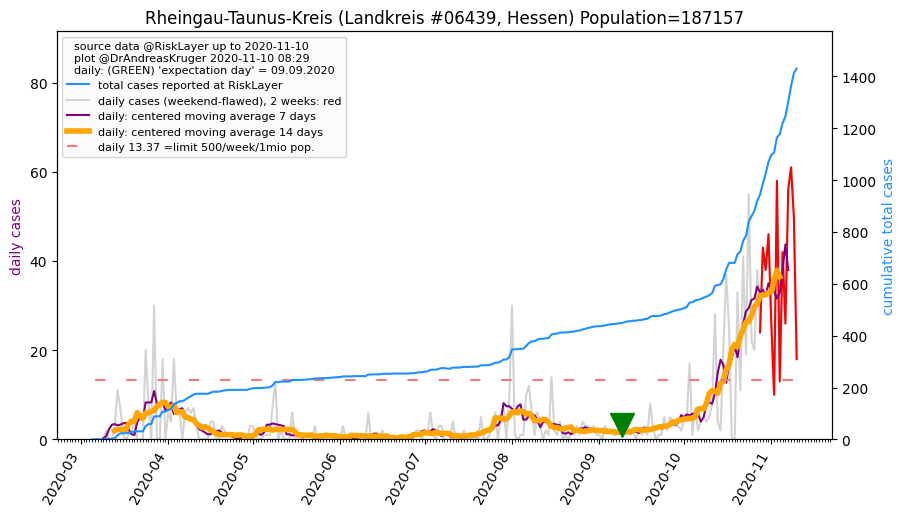 Rheingau-Taunus-Kreis (Landkreis #06439, Hessen) Population=187157
source data @RiskLayer up to 2020-11-10
plot @DrAndreasKruger 2020-11-10 08:29
daily: (GREEN) 'expectation day' = 09.09.2020
total cases reported at RiskLayer
daily cases (weekend-flawed), 2 weeks: red
daily: centered moving average 7 days
daily: centered moving average 14 days
daily 13.37 =limit 500/week/1mio pop.
daily cases
80
60
40
20
0
cumulative total cases
1400
1200
1000
800
600
400
200
0
2020-03
2020-04
2020-05
2020-06
2020-07
2020-08
2020-09
2020-10
2020-11